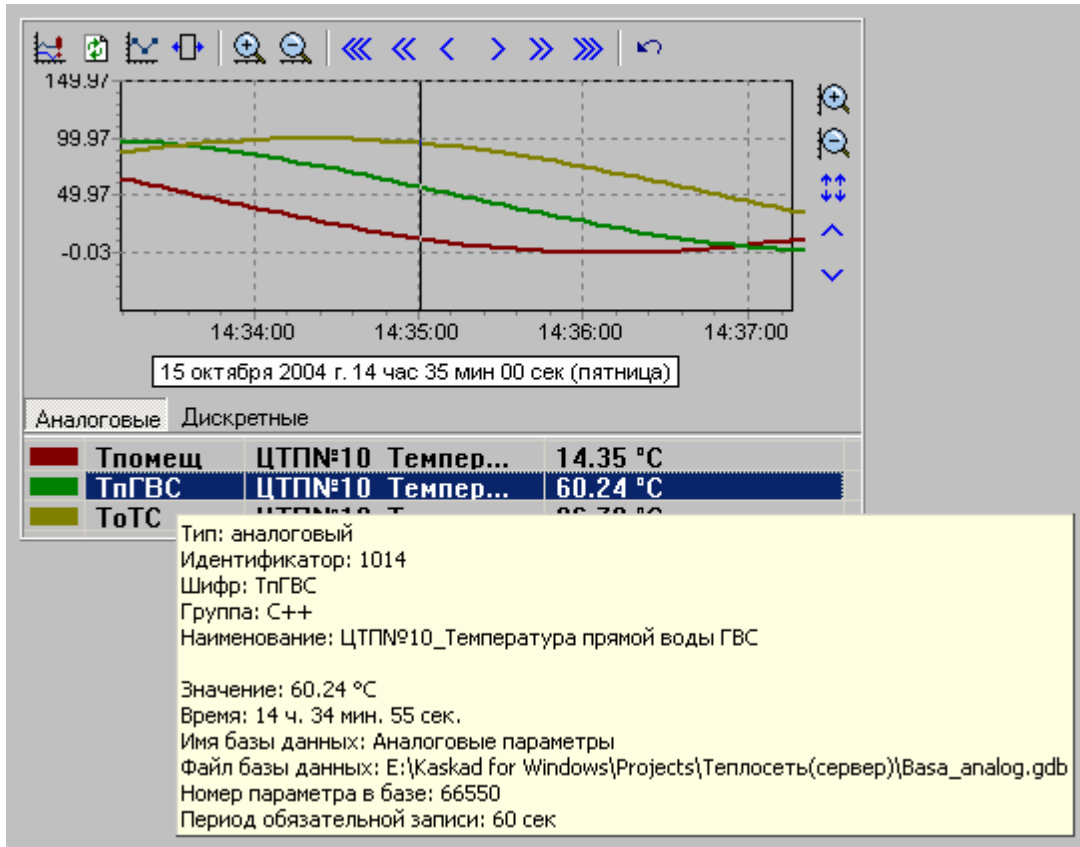 149.97
99.97
49.97
-0.03
14:34:00 14:35:00 14:36:00 14:37:00
15 октября 2004 г. 14 час 35 мин 00 сек (пятница)
Аналоговые Дискретные
Тпомещ ЦТП№10 Темпер... 14.35 °C
ТпГВС ЦТП№10 Темпер... 60.24 °C
ТоТС
Тип: аналоговый
Идентификатор: 1014
Шифр: ТпГВС
Группа: С++
Наименование: ЦТП№10_Температура прямой воды ГВС
Значение: 60.24 °C
Время: 14 ч. 34 мин. 55 сек.
Имя базы данных: Аналоговые параметры
Файл базы данных: E:\Kaskad for Windows\Projects\Теплосеть(сервер)\Basa_analog.gdb
Номер параметра в базе: 66550
Период обязательной записи: 60 сек